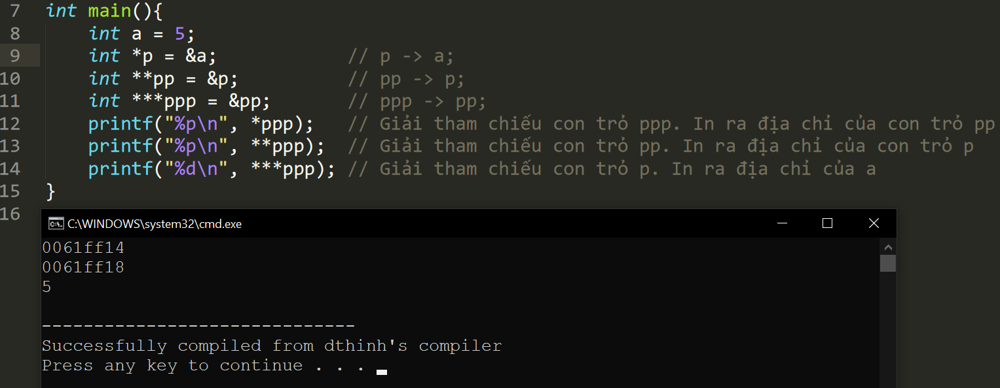 7 int main(){
8 int a = 5;
9 int *p = &a; // p -> a;
10 int **pp = &p; // pp -> p;
11 int ***ppp = &pp; // ppp -> pp;
12 printf("%p\n", *ppp); // Giải tham chiếu con trỏ ppp. In ra địa chỉ của con trỏ pp
13 printf("%p\n", **ppp); // Giải tham chiếu con trỏ pp. In ra địa chỉ của con trỏ p
14 printf("%d\n", ***ppp); // Giải tham chiếu con trỏ p. In ra địa chỉ của a
15 }
16
C:\WINDOWS\system32\cmd.exe
0061ff14
0061ff18
5
------------------------------
Successfully compiled from dthinh's compiler
Press any key to continue . . .